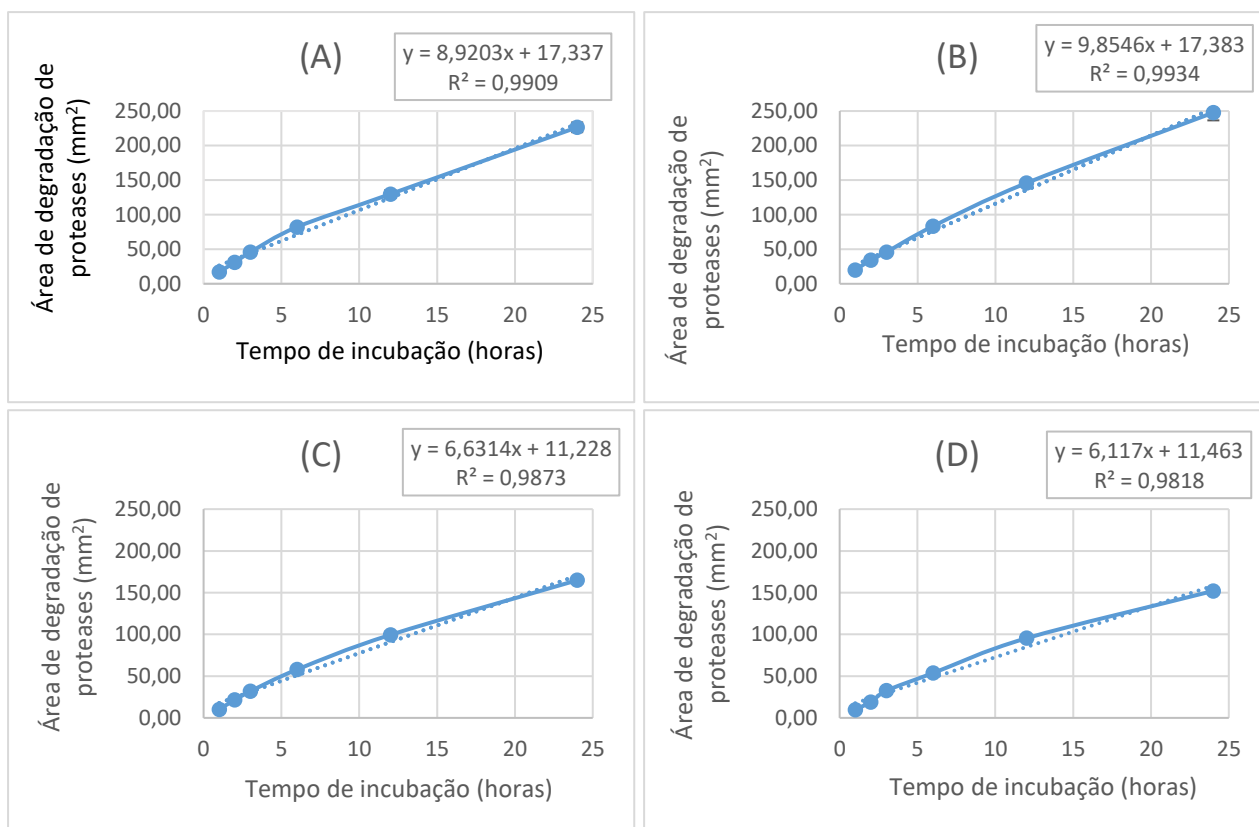 (A)
y = 8,9203x + 17,337
R² = 0,9909
Área de degradação de
proteases (mm²)
250,00
200,00
150,00
100,00
50,00
0,00
0 5 10 15 20 25
Tempo de incubação (horas)
(B)
y = 9,8546x + 17,383
R² = 0,9934
Área de degradação de
proteases (mm²)
250,00
200,00
150,00
100,00
50,00
0,00
0 5 10 15 20 25
Tempo de incubação (horas)
(C)
y = 6,6314x + 11,228
R² = 0,9873
Área de degradação de
proteases (mm²)
250,00
200,00
150,00
100,00
50,00
0,00
0 5 10 15 20 25
Tempo de incubação (horas)
(D)
y = 6,117x + 11,463
R² = 0,9818
Área de degradação de
proteases (mm²)
250,00
200,00
150,00
100,00
50,00
0,00
0 5 10 15 20 25
Tempo de incubação (horas)